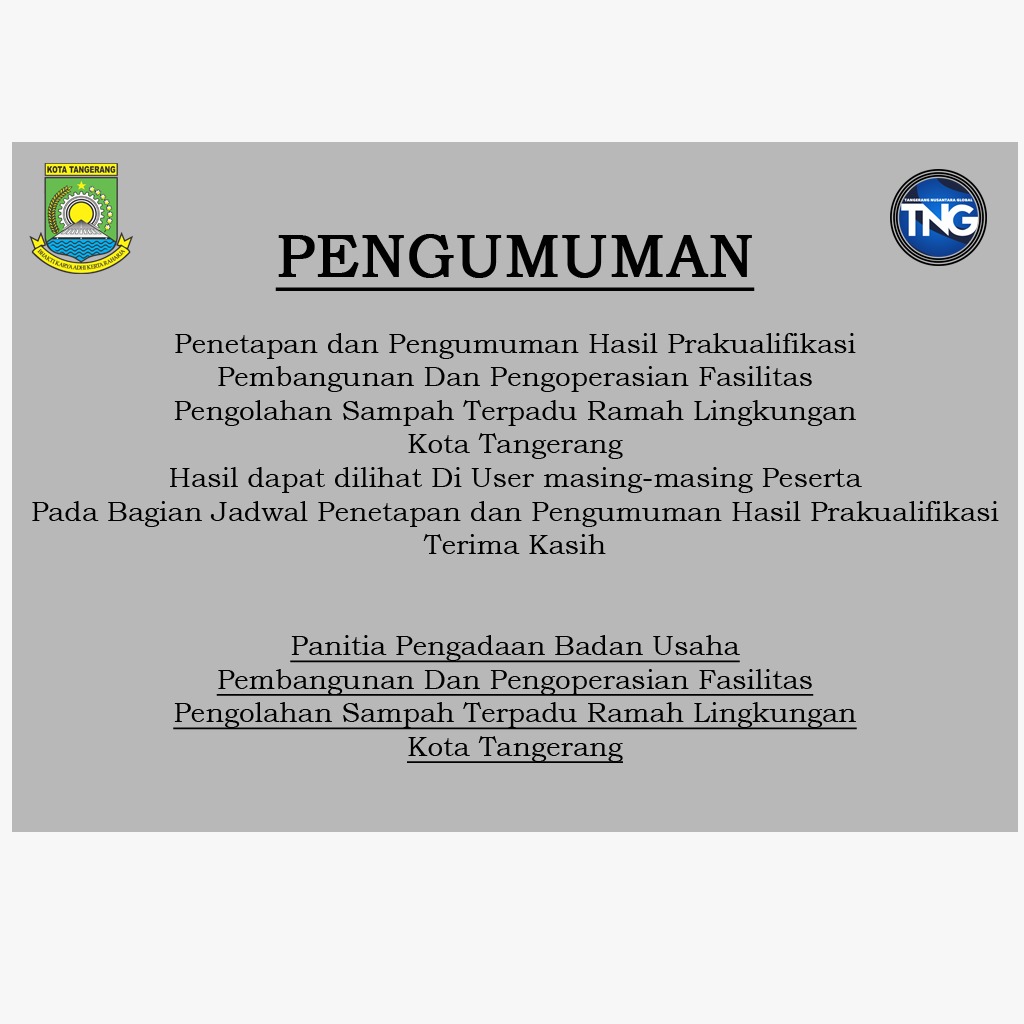 KOTA TANGERANG
BHAKTI KARYA ADHI KERTA RAHARJA
TANGERANG NUSANTARA GLOBAL
TNG
PENGUMUMAN
Penetapan dan Pengumuman Hasil Prakualifikasi
Pembangunan Dan Pengoperasian Fasilitas
Pengolahan Sampah Terpadu Ramah Lingkungan
Kota Tangerang
Hasil dapat dilihat Di User masing-masing Peserta
Pada Bagian Jadwal Penetapan dan Pengumuman Hasil Prakualifikasi
Terima Kasih
Panitia Pengadaan Badan Usaha
Pembangunan Dan Pengoperasian Fasilitas
Pengolahan Sampah Terpadu Ramah Lingkungan
Kota Tangerang